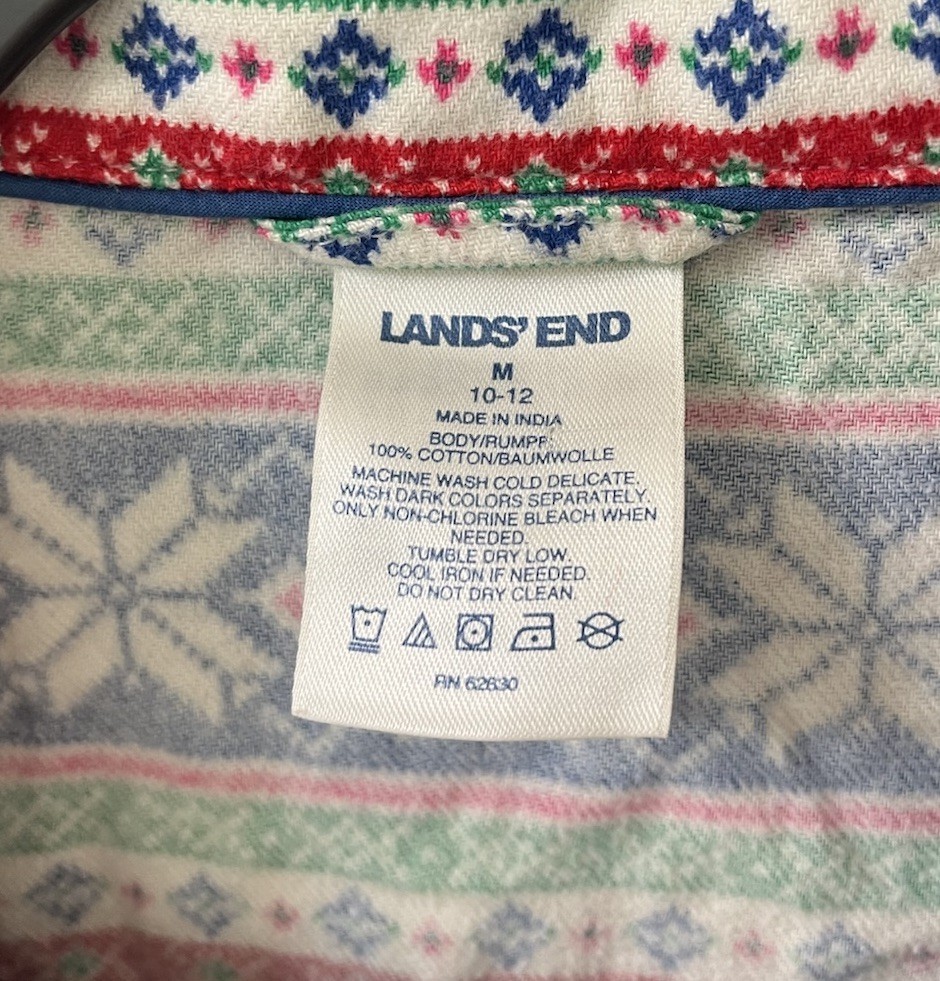 LANDS' END
M
10-12
MADE IN INDIA
BODY/RUMPF:
100% COTTON/BAUMWOLLE
MACHINE WASH COLD DELICATE.
WASH DARK COLORS SEPARATELY.
ONLY NON-CHLORINE BLEACH WHEN
NEEDED.
TUMBLE DRY LOW.
COOL IRON IF NEEDED.
DO NOT DRY CLEAN.
RN 62630